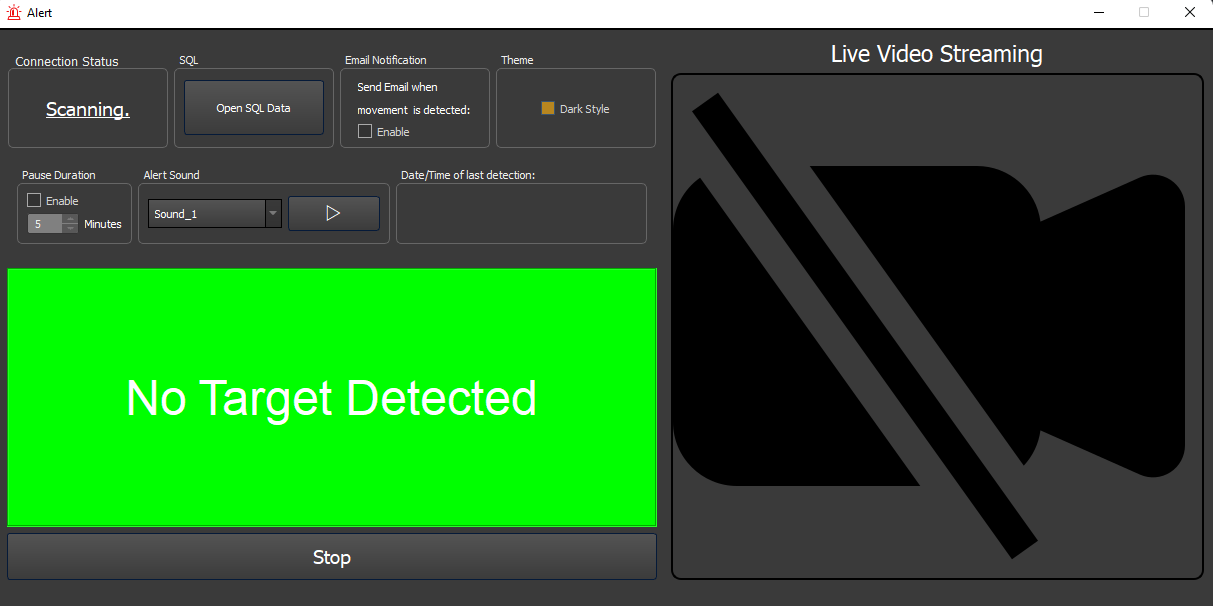 Alert
Live Video Streaming
Connection Status
SQL
Email Notification
Theme
Scanning.
Open SQL Data
Send Email when
movement is detected:
Enable
Dark Style
Pause Duration
Alert Sound
Date/Time of last detection:
Enable
5
Minutes
Sound_1
No Target Detected
Stop